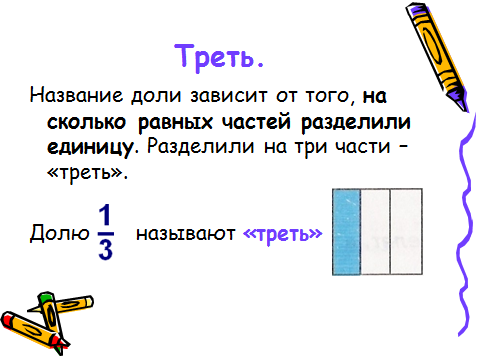 Треть.
Название доли зависит от того, на
сколько равных частей разделили
единицу. Разделили на три части –
«треть».
Долю 1/3 называют «треть»